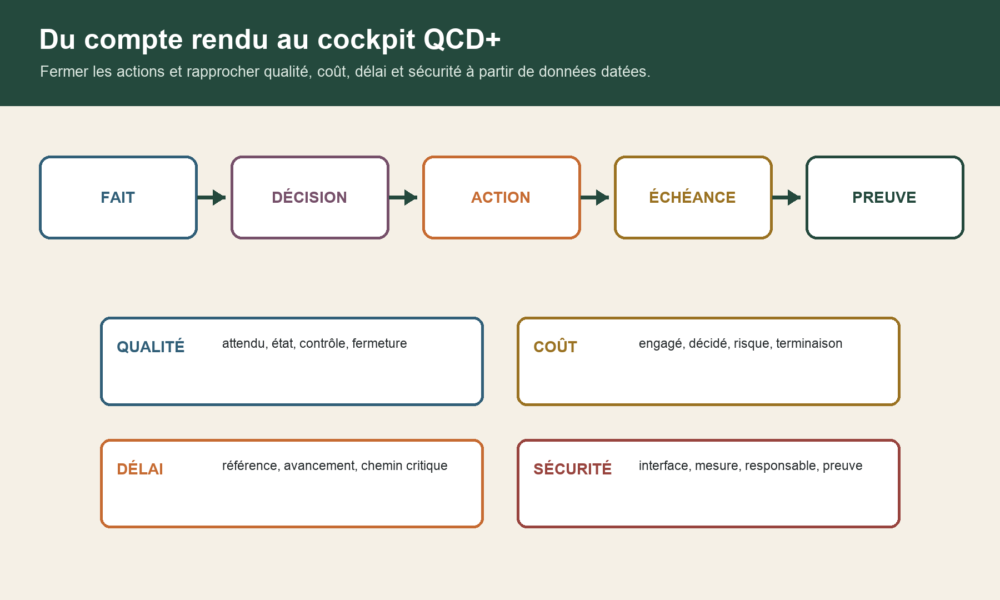 Du compte rendu au cockpit QCD+
Fermer les actions et rapprocher qualité, coût, délai et sécurité à partir de données datées.
FAIT
DÉCISION
ACTION
ÉCHÉANCE
PREUVE
QUALITÉ
attendu, état, contrôle, fermeture
COÛT
engagé, décidé, risque, terminaison
DÉLAI
référence, avancement, chemin critique
SÉCURITÉ
interface, mesure, responsable, preuve